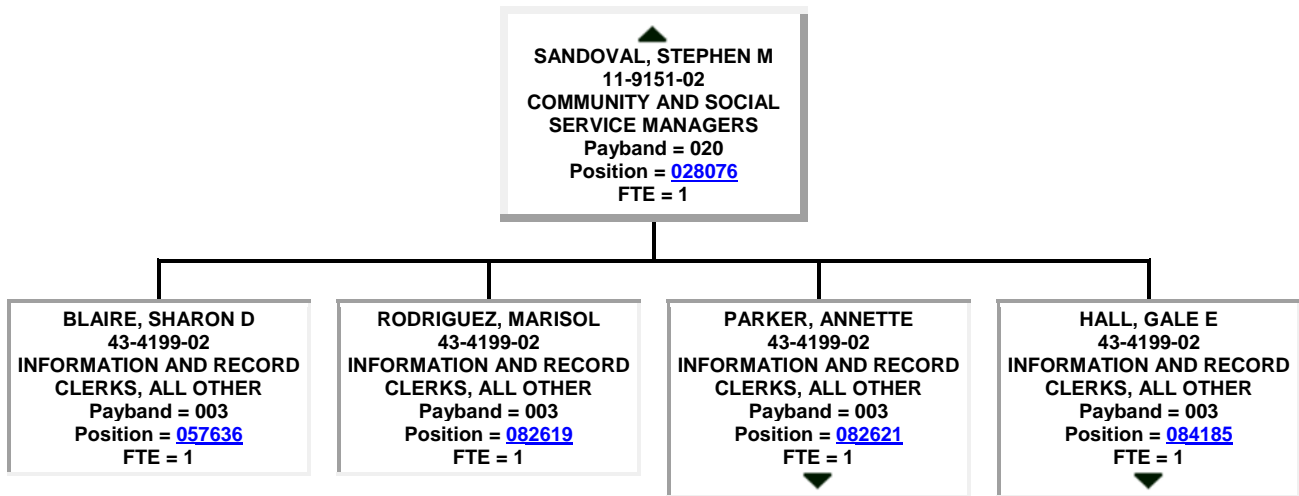 SANDOVAL, STEPHEN M
11-9151-02
COMMUNITY AND SOCIAL
SERVICE MANAGERS
Payband = 020
Position = 028076
FTE = 1
BLAIRE, SHARON D
43-4199-02
INFORMATION AND RECORD
CLERKS, ALL OTHER
Payband = 003
Position = 057636
FTE = 1
RODRIGUEZ, MARISOL
43-4199-02
INFORMATION AND RECORD
CLERKS, ALL OTHER
Payband = 003
Position = 082619
FTE = 1
PARKER, ANNETTE
43-4199-02
INFORMATION AND RECORD
CLERKS, ALL OTHER
Payband = 003
Position = 082621
FTE = 1
HALL, GALE E
43-4199-02
INFORMATION AND RECORD
CLERKS, ALL OTHER
Payband = 003
Position = 084185
FTE = 1